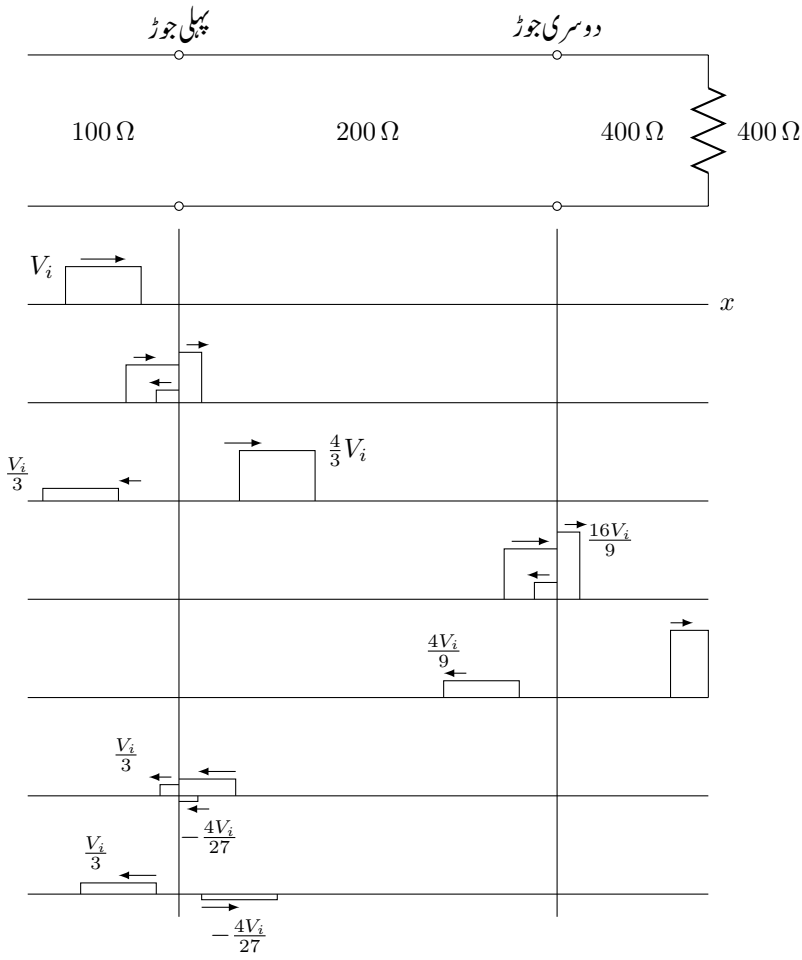 پہلی جوڑ
دوسری جوڑ
100 Ω
200 Ω
400 Ω
400 Ω
V_i
x
V_i/3
4/3 V_i
16V_i/9
4V_i/9
V_i/3
-4V_i/27
V_i/3
-4V_i/27